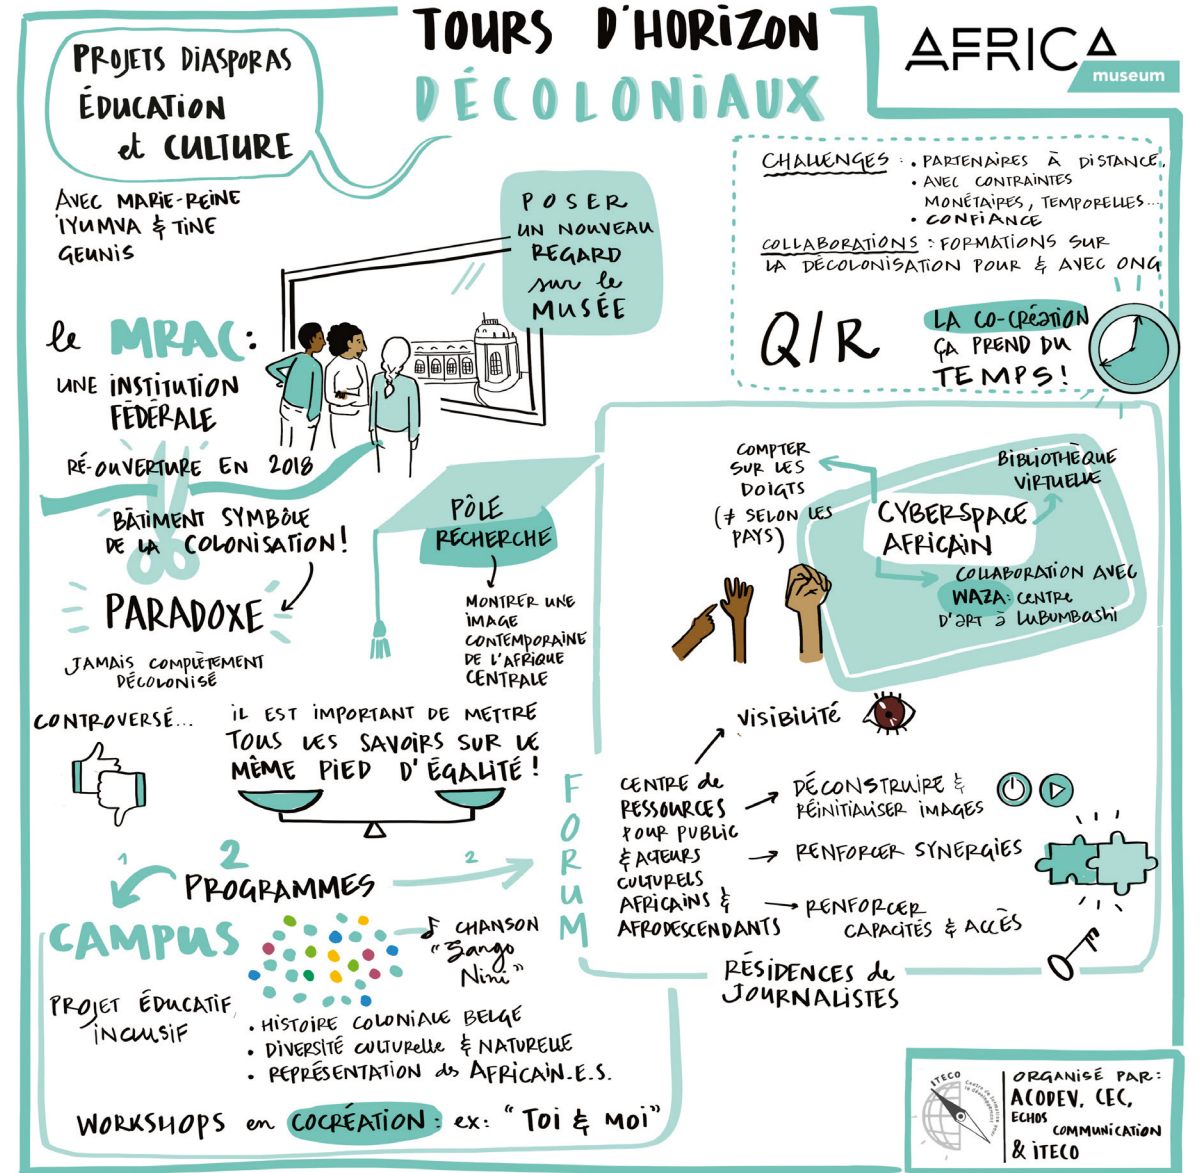 TOURS D'HORIZON
DÉCOLONIAUX
AFRICA
museum
PROJETS DIASPORAS
ÉDUCATION
et CULTURE
AVEC MARIE-REINE
IYUMVA & TINE
GEUNIS
POSER
UN NOUVEAU
REGARD
sur le
MUSÉE
le MRAC:
UNE INSTITUTION
FÉDÉRALE
RÉ-OUVERTURE EN 2018
BÂTIMENT SYMBÔLE
DE LA COLONISATION!
PARADOXE
JAMAIS COMPLÈTEMENT
DÉCOLONISÉ
CONTROVERSÉ...
PÔLE
RECHERCHE
MONTRER UNE
IMAGE
CONTEMPORAINE
DE L'AFRIQUE
CENTRALE
IL EST IMPORTANT DE METTRE
TOUS LES SAVOIRS SUR LE
MÊME PIED D'ÉGALITÉ!
CHALLENGES : • PARTENAIRES À DISTANCE,
• AVEC CONTRAINTES
MONÉTAIRES, TEMPORELLES...
• CONFIANCE
COLLABORATIONS : FORMATIONS SUR
LA DÉCOLONISATION POUR & AVEC ONG
Q/R
LA CO-CRÉATION
ÇA PREND DU
TEMPS!
COMPTER
SUR LES
DOIGTS
(≠ SELON LES
PAYS)
CYBERSPACE
AFRICAIN
BIBLIOTHÈQUE
VIRTUELLE
COLLABORATION AVEC
WAZA: CENTRE
D'ART à LUBUMBASHI
FORUM
CENTRE de
RESSOURCES
POUR PUBLIC
& ACTEURS
CULTURELS
AFRICAINS &
AFRODESCENDANTS
VISIBILITÉ
DÉCONSTRUIRE &
RÉINITIALISER IMAGES
RENFORCER SYNERGIES
RENFORCER
CAPACITÉS & ACCÈS
RÉSIDENCES de
JOURNALISTES
2
PROGRAMMES
1
2
CAMPUS
PROJET ÉDUCATIF,
INCLUSIF
CHANSON
"Zango
Nini"
• HISTOIRE COLONIALE BELGE
• DIVERSITÉ CULTURELLE & NATURELLE
• REPRÉSENTATION ds AFRICAIN.E.S.
WORKSHOPS en COCRÉATION: ex: "TOI & MOI"
ITECO
ORGANISÉ PAR:
ACODEV, CEC,
ECHOS
COMMUNICATION
& ITECO